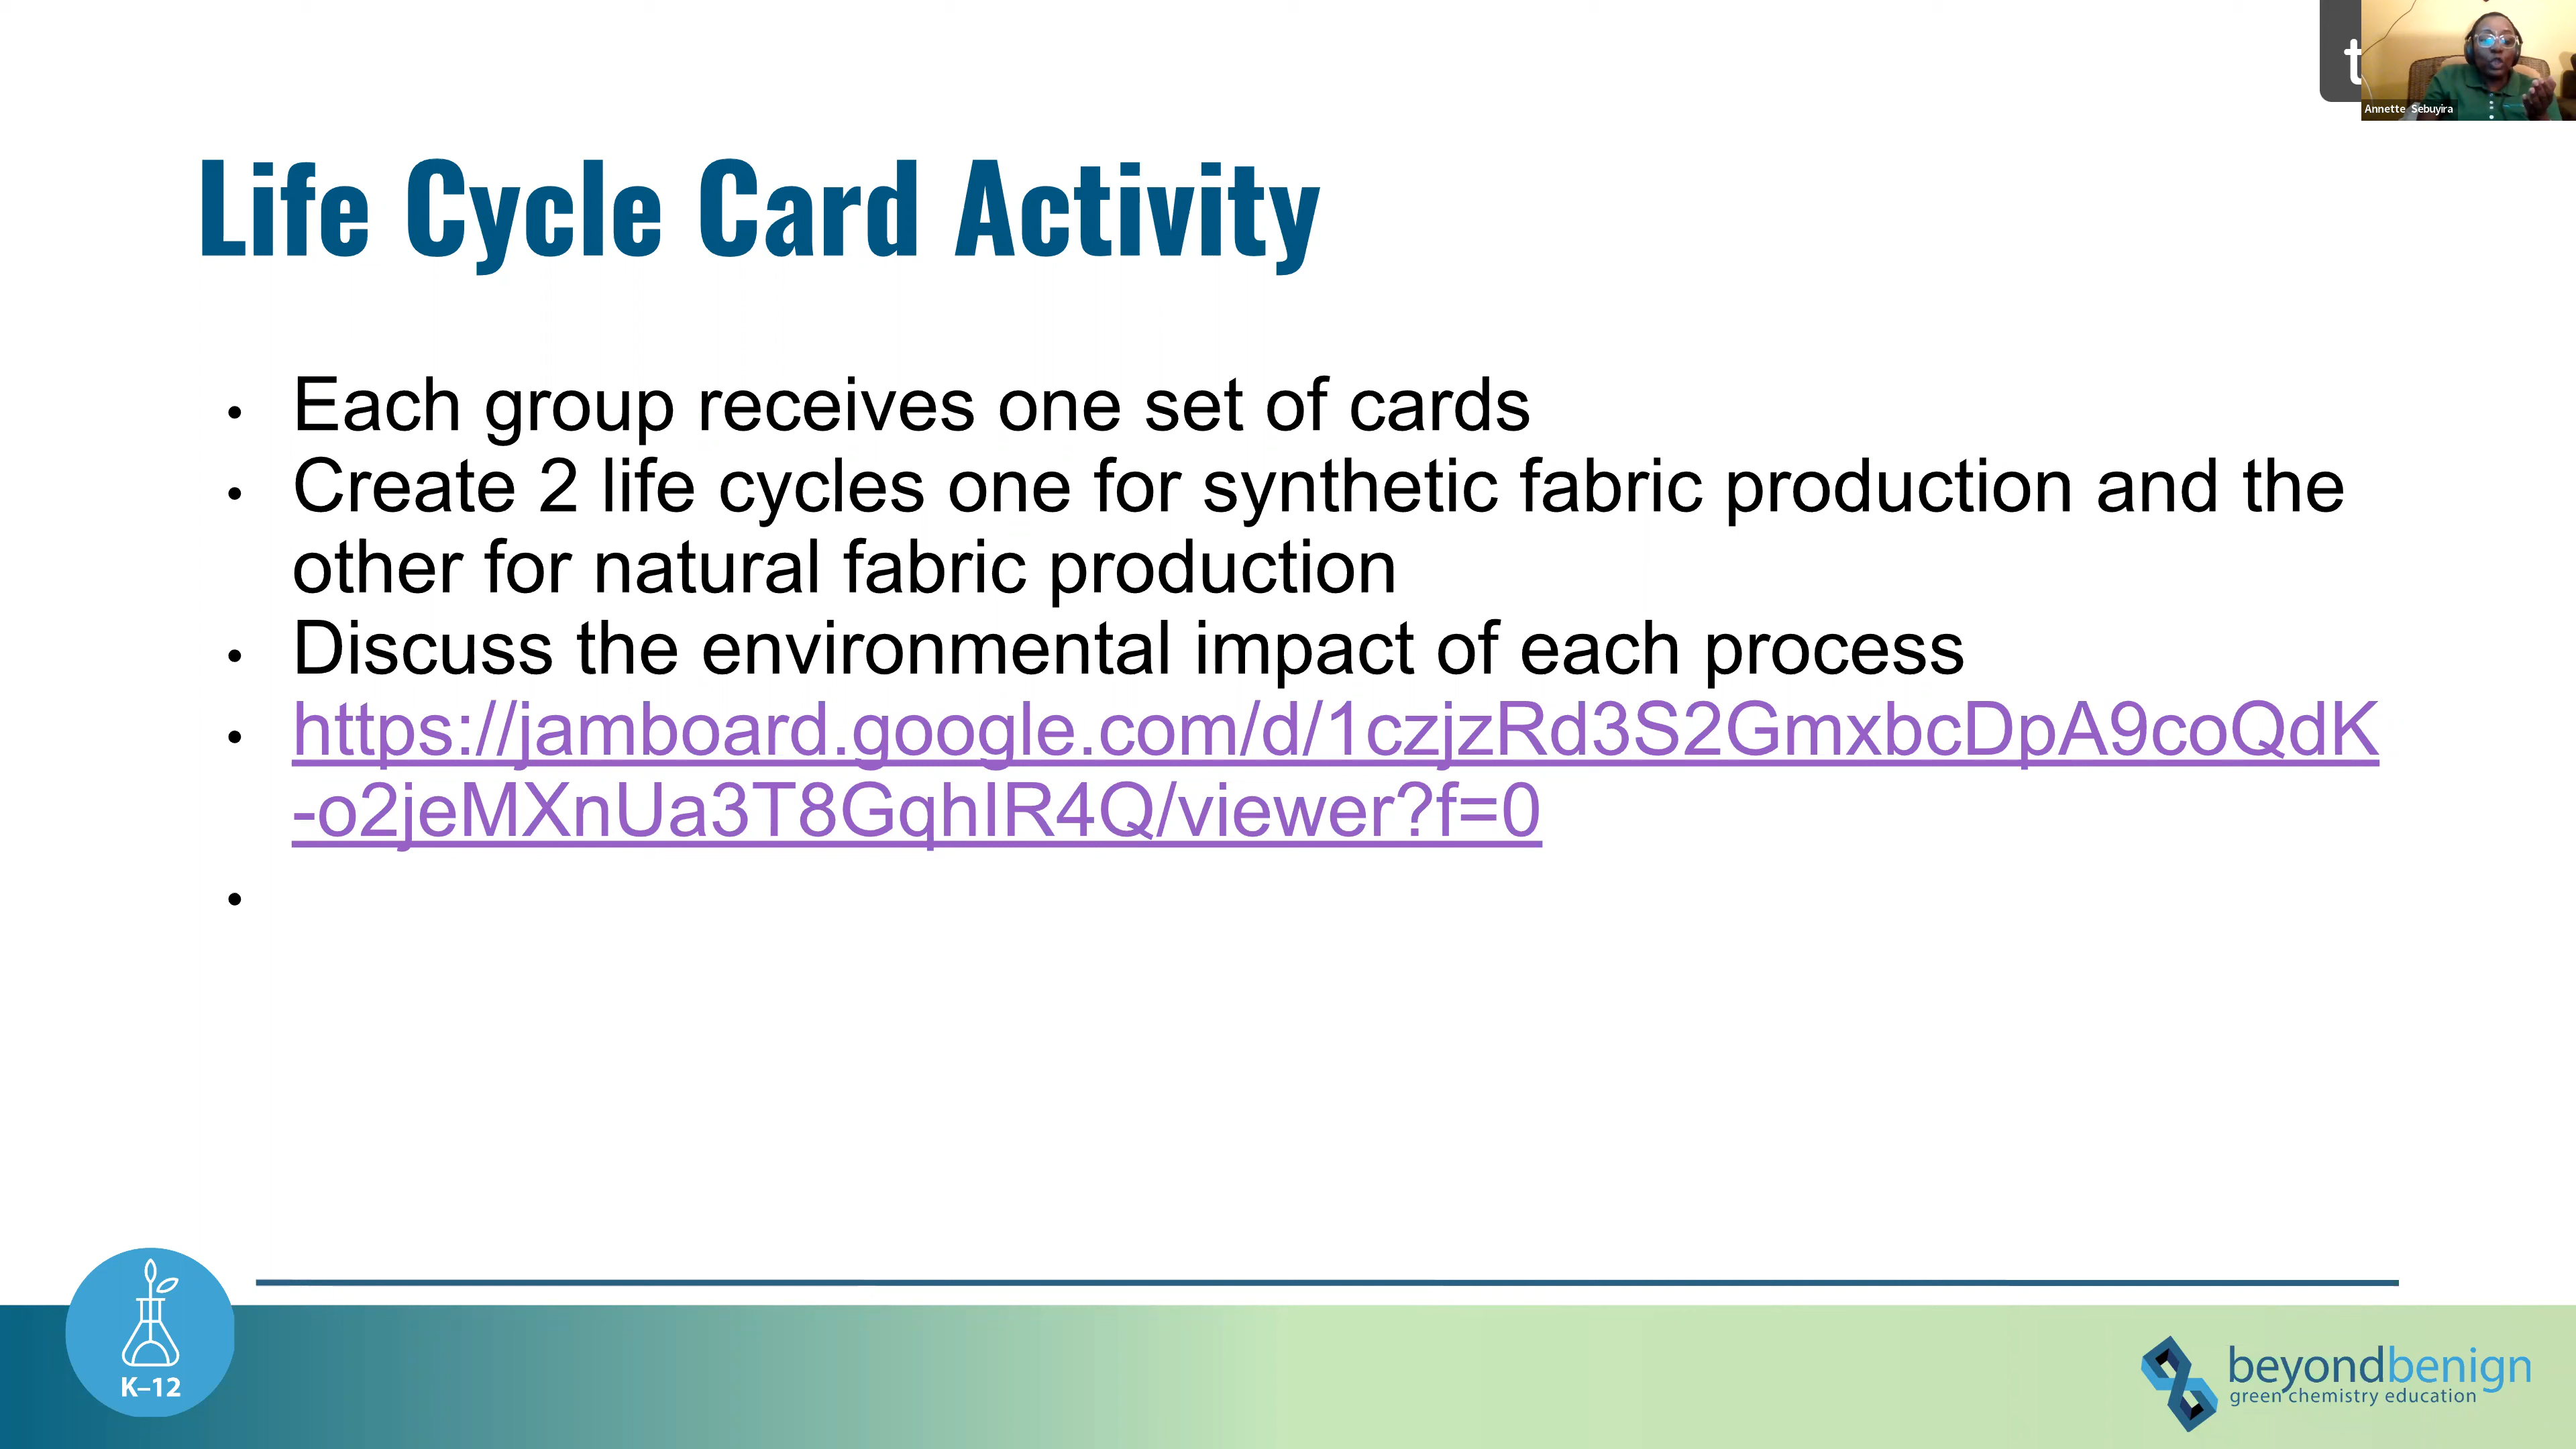 t
Annette Sebuyira
Life Cycle Card Activity
• Each group receives one set of cards
• Create 2 life cycles one for synthetic fabric production and the
other for natural fabric production
• Discuss the environmental impact of each process
• https://jamboard.google.com/d/1czjzRd3S2GmxbcDpA9coQdK
-o2jeMXnUa3T8GqhIR4Q/viewer?f=0
•
K–12
beyondbenign
green chemistry education